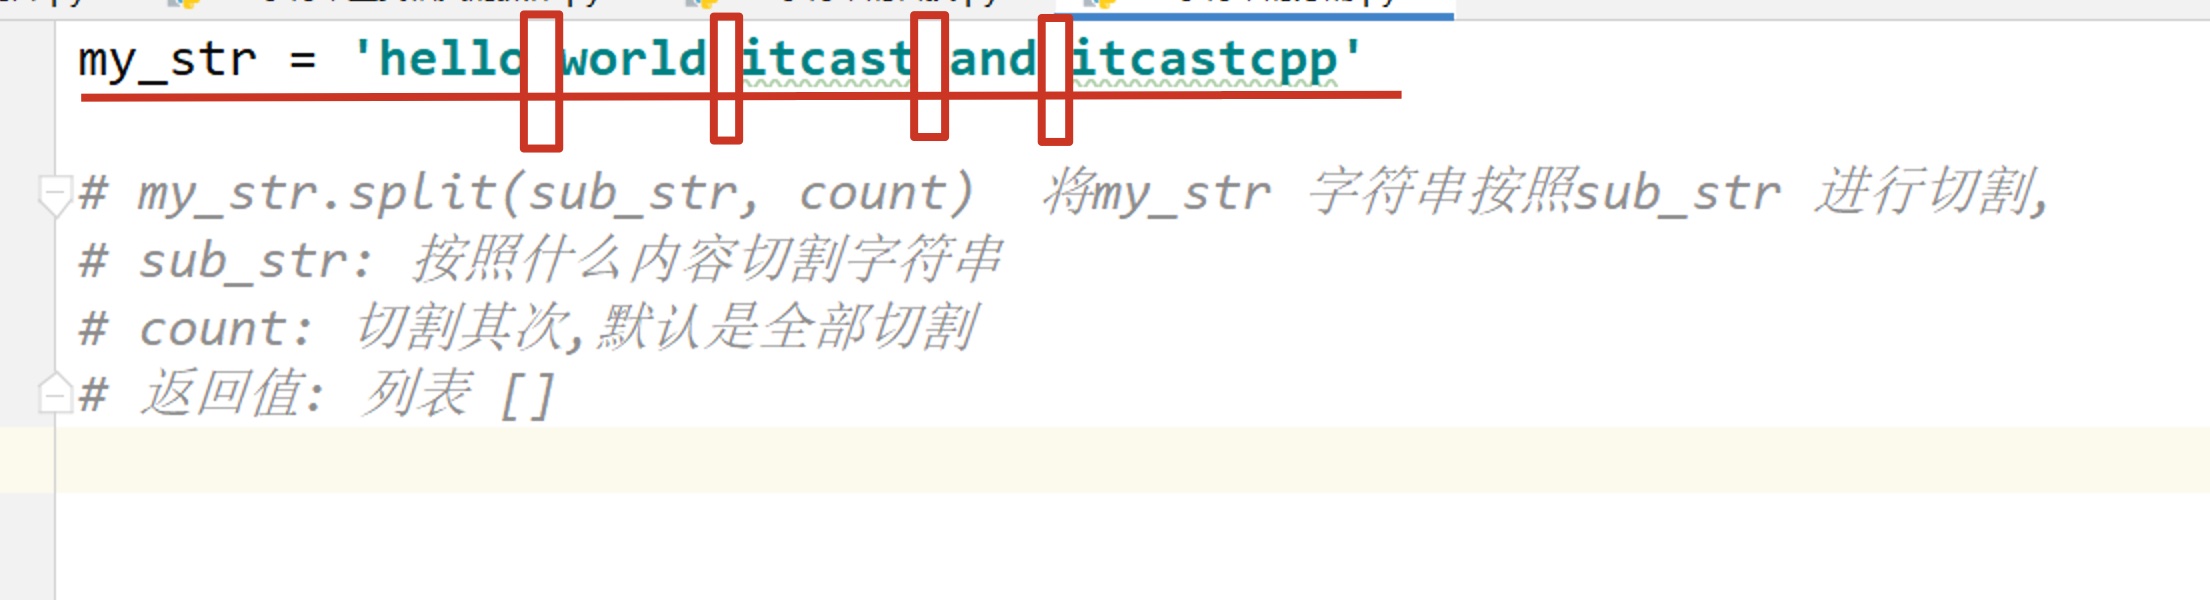 my_str = 'hello world itcast and itcastcpp'
# my_str.split(sub_str, count)  将my_str 字符串按照sub_str 进行切割,
# sub_str: 按照什么内容切割字符串
# count: 切割其次,默认是全部切割
# 返回值: 列表 []